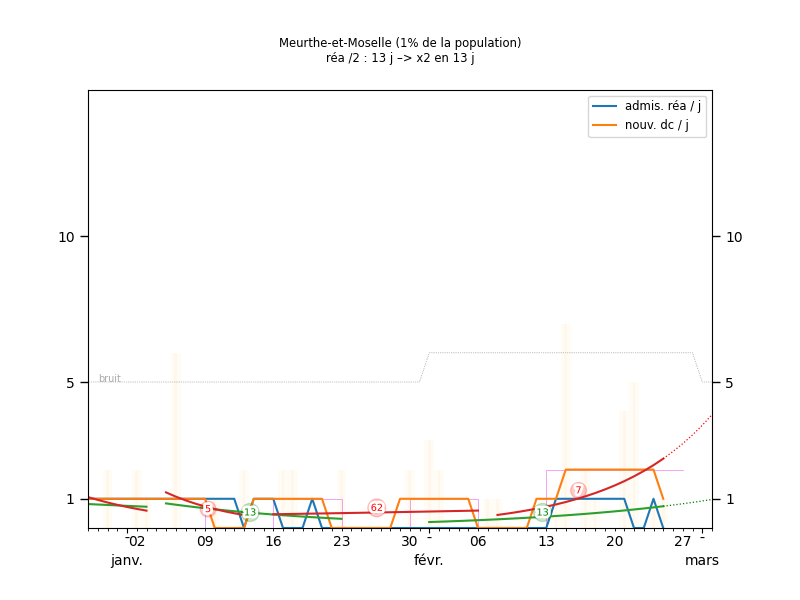 Meurthe-et-Moselle (1% de la population)
réa /2 : 13 j –> x2 en 13 j
admis. réa / j
nouv. dc / j
10 10
5 5
bruit
1 1
5 13 62 7 13
02 09 16 23 30 06 13 20 27
janv. févr. mars